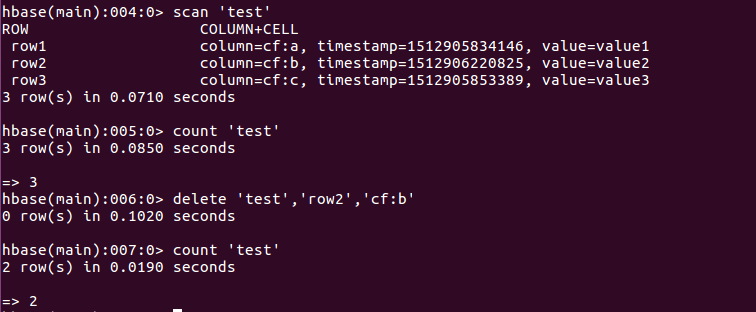 hbase(main):004:0> scan 'test'
ROW                   COLUMN+CELL
 row1                 column=cf:a, timestamp=1512905834146, value=value1
 row2                 column=cf:b, timestamp=1512906220825, value=value2
 row3                 column=cf:c, timestamp=1512905853389, value=value3
3 row(s) in 0.0710 seconds

hbase(main):005:0> count 'test'
3 row(s) in 0.0850 seconds

=> 3
hbase(main):006:0> delete 'test','row2','cf:b'
0 row(s) in 0.1020 seconds

hbase(main):007:0> count 'test'
2 row(s) in 0.0190 seconds

=> 2